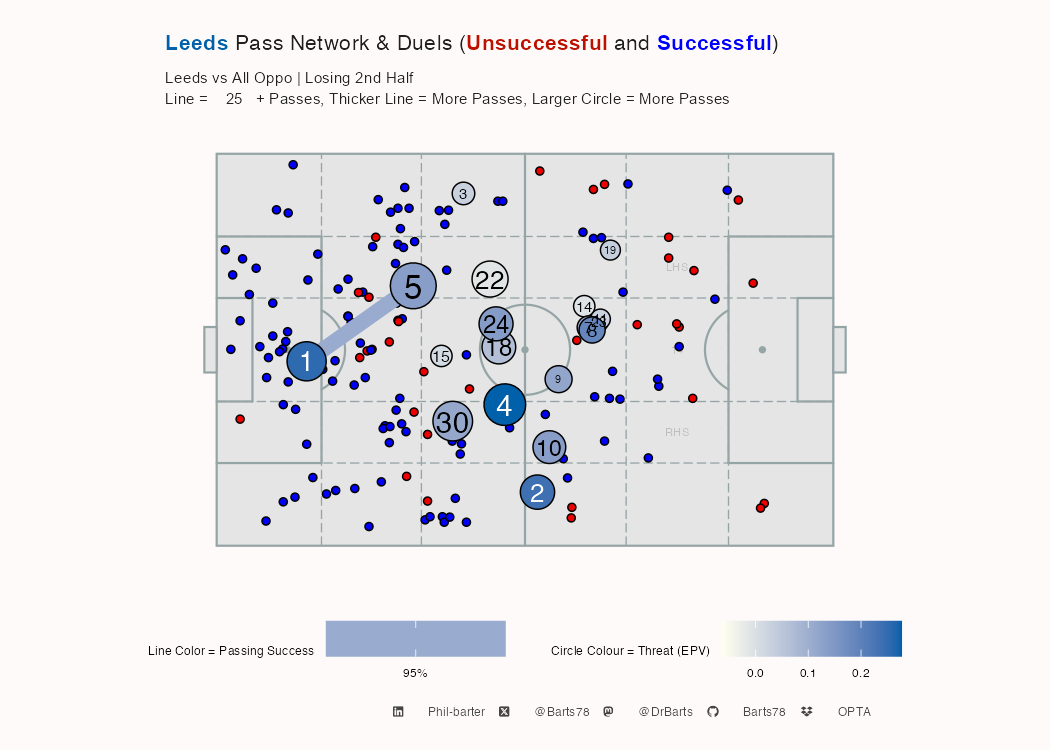 Leeds Pass Network & Duels (Unsuccessful and Successful)
Leeds vs All Oppo | Losing 2nd Half
Line = 25 + Passes, Thicker Line = More Passes, Larger Circle = More Passes
3
19
LHS
5
22
14
24
8
18
15
1
9
4
30
RHS
10
2
Line Color = Passing Success
95%
Circle Colour = Threat (EPV)
0.0 0.1 0.2
Phil-barter @Barts78 @DrBarts Barts78 OPTA